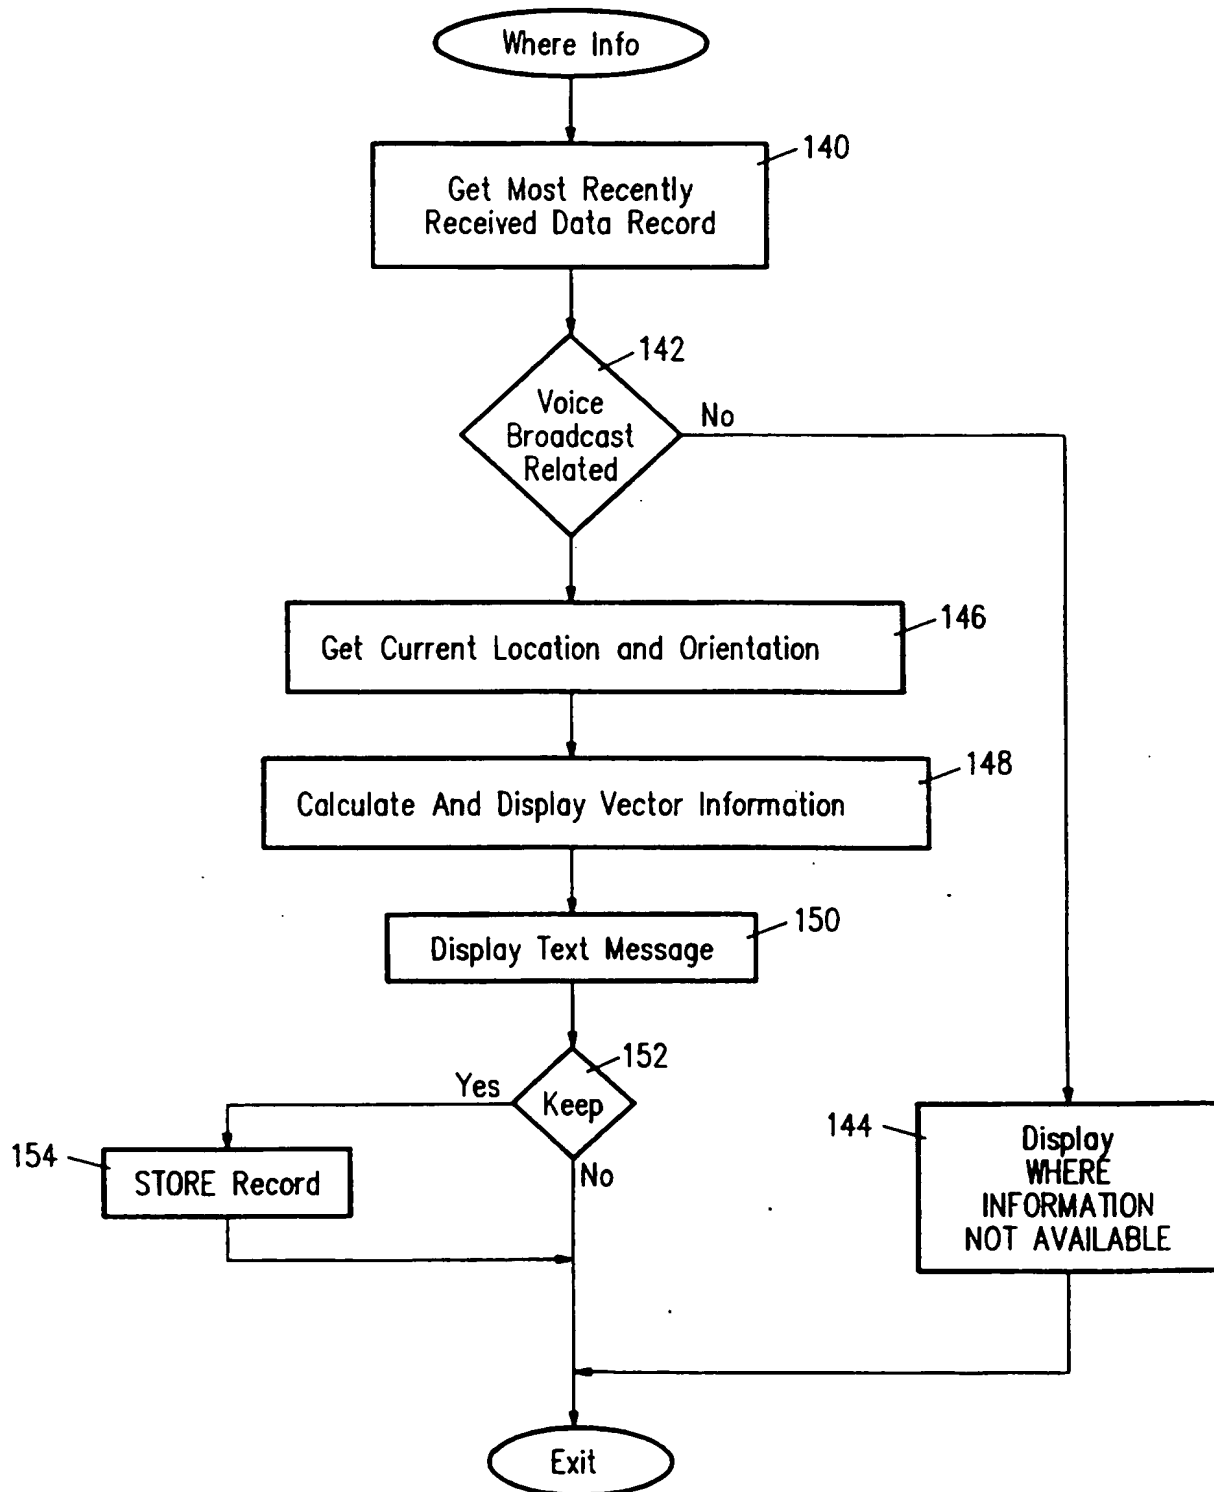 Where Info
140
Get Most Recently
Received Data Record
142
Voice
Broadcast
Related
No
146
Get Current Location and Orientation
148
Calculate And Display Vector Information
150
Display Text Message
152
Yes
Keep
No
154
STORE Record
144
Display
WHERE
INFORMATION
NOT AVAILABLE
Exit